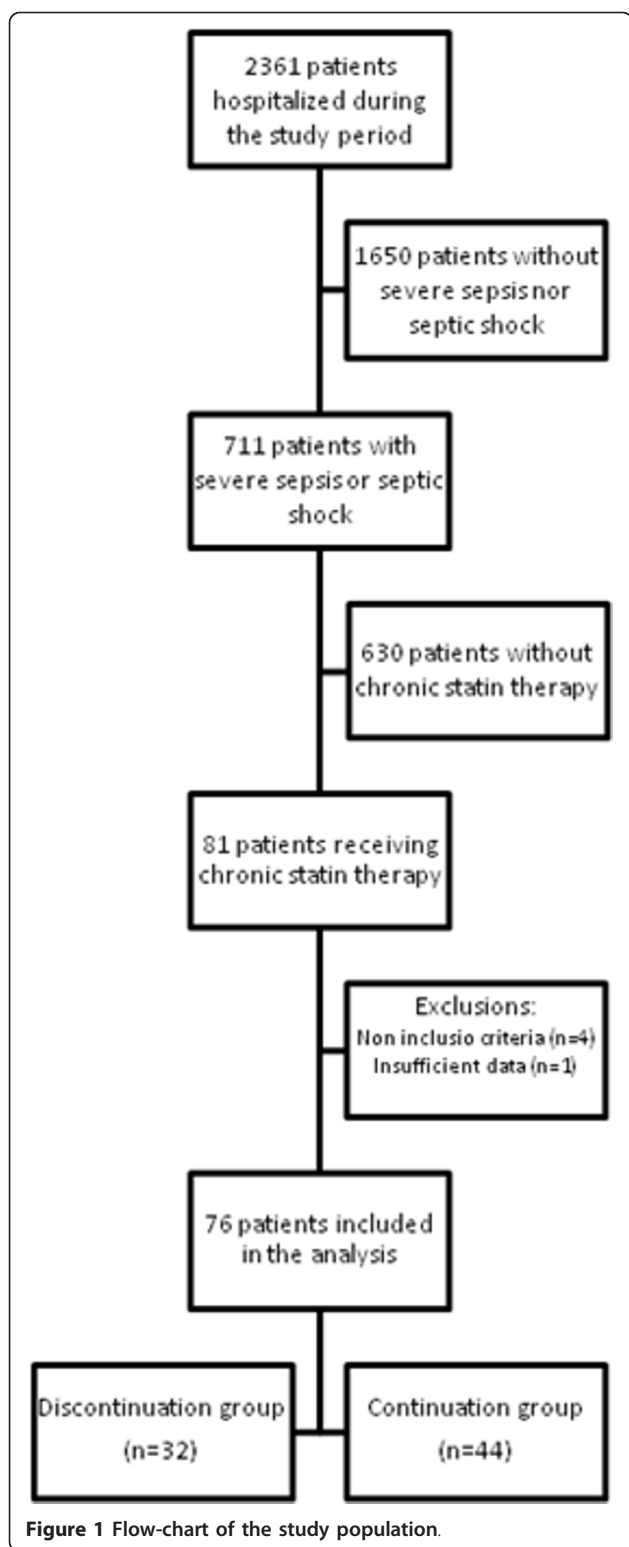 2361 patients
hospitalized during
the study period
1650 patients without
severe sepsis nor
septic shock
711 patients with
severe sepsis or septic
shock
630 patients without
chronic statin therapy
81 patients receiving
chronic statin therapy
Exclusions:
Non inclusio criteria (n=4)
Insufficient data (n=1)
76 patients included
in the analysis
Discontinuation group
(n=32)
Continuation group
(n=44)
Figure 1 Flow-chart of the study population.